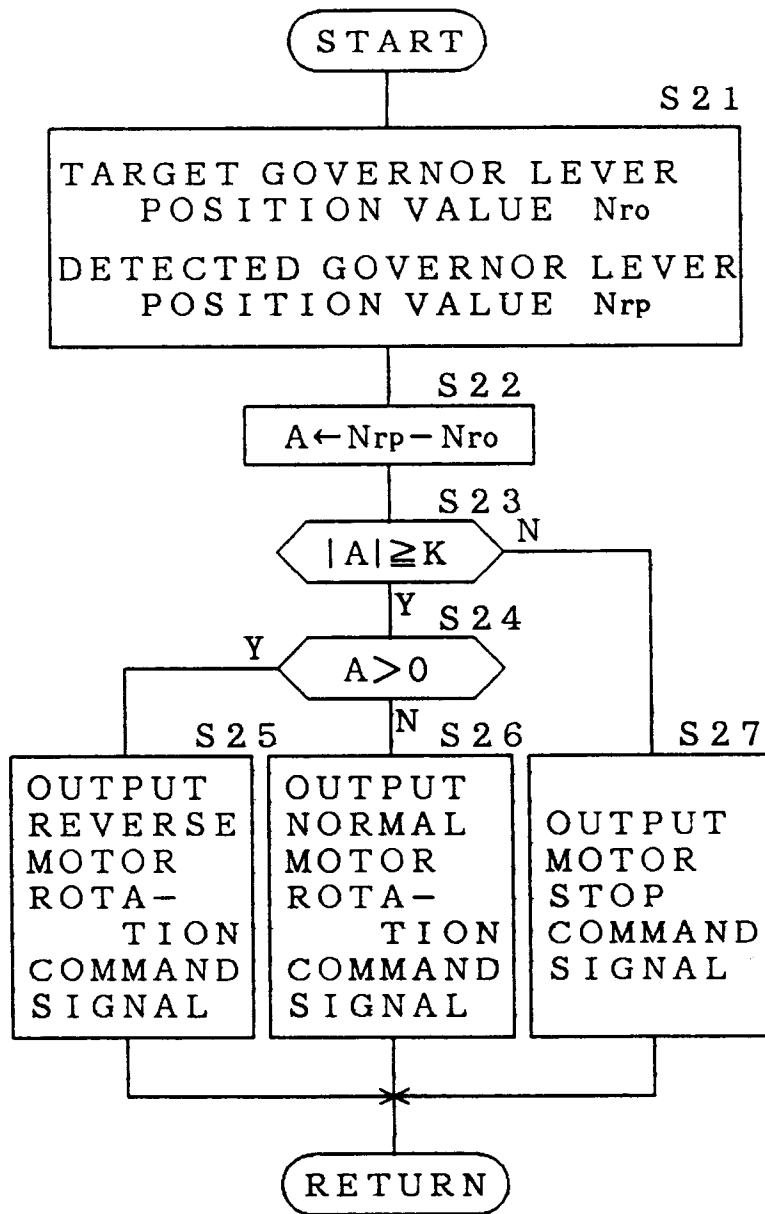 START
S21
TARGET GOVERNOR LEVER
POSITION VALUE Nro
DETECTED GOVERNOR LEVER
POSITION VALUE Nrp
S22
A←Nrp−Nro
S23
|A|≧K
N
Y
S24
Y
A>0
N
S25
OUTPUT
REVERSE
MOTOR
ROTA-
TION
COMMAND
SIGNAL
S26
OUTPUT
NORMAL
MOTOR
ROTA-
TION
COMMAND
SIGNAL
S27
OUTPUT
MOTOR
STOP
COMMAND
SIGNAL
RETURN